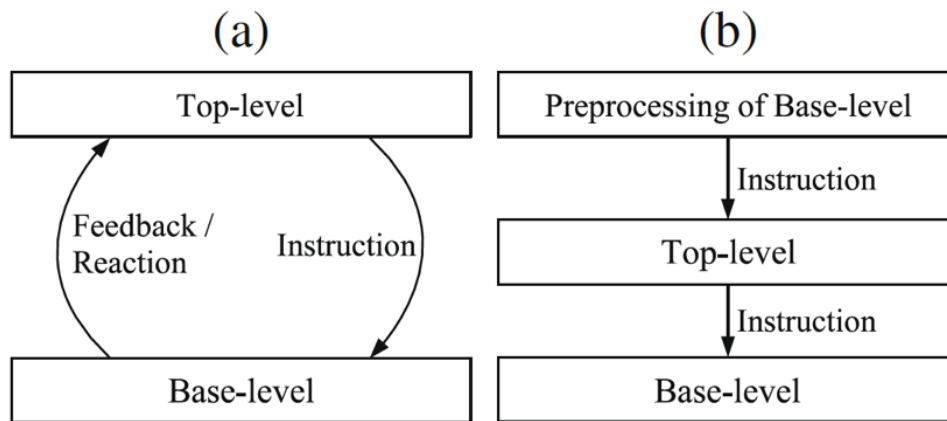 (a)
Top-level
Feedback /
Reaction
Instruction
Base-level
(b)
Preprocessing of Base-level
Instruction
Top-level
Instruction
Base-level